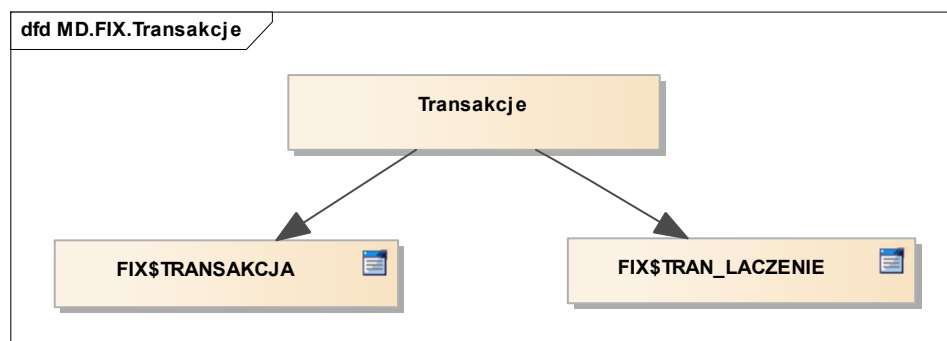 dfd MD.FIX.Transakcje
Transakcje
FIX$TRANSAKCJA
FIX$TRAN_LACZENIE